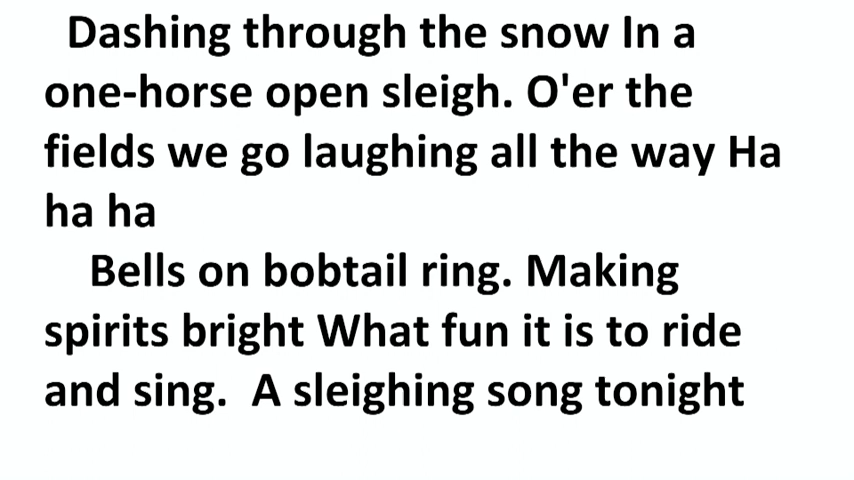 Dashing through the snow In a
one-horse open sleigh. O'er the
fields we go laughing all the way Ha
ha ha
Bells on bobtail ring. Making
spirits bright What fun it is to ride
and sing.  A sleighing song tonight